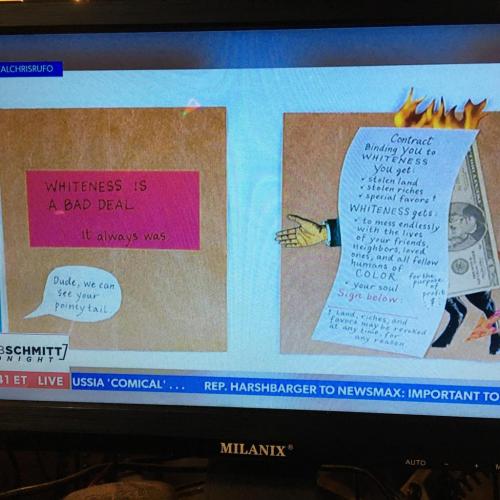 ALCHRISRUFO
WHITENESS IS
A BAD DEAL.
It always was.
Dude, we can
see your
pointy tail.
Contract
Binding YOU to
WHITENESS
You get:
✓ stolen land
✓ stolen riches
✓ special favors†
WHITENESS gets:
✓ to mess endlessly
with the lives
of your friends,
neighbors, loved
ones, and all fellow
humans of
COLOR
for the
purpose
of
profit
$
✓ your soul
Sign below:
†. Land, riches, and
favors may be revoked
at any time, for
any reason.
BSCHMITT
ONIGHT
41 ET LIVE
USSIA 'COMICAL' . . .
REP. HARSHBARGER TO NEWSMAX: IMPORTANT TO
MILANIX®
AUTO